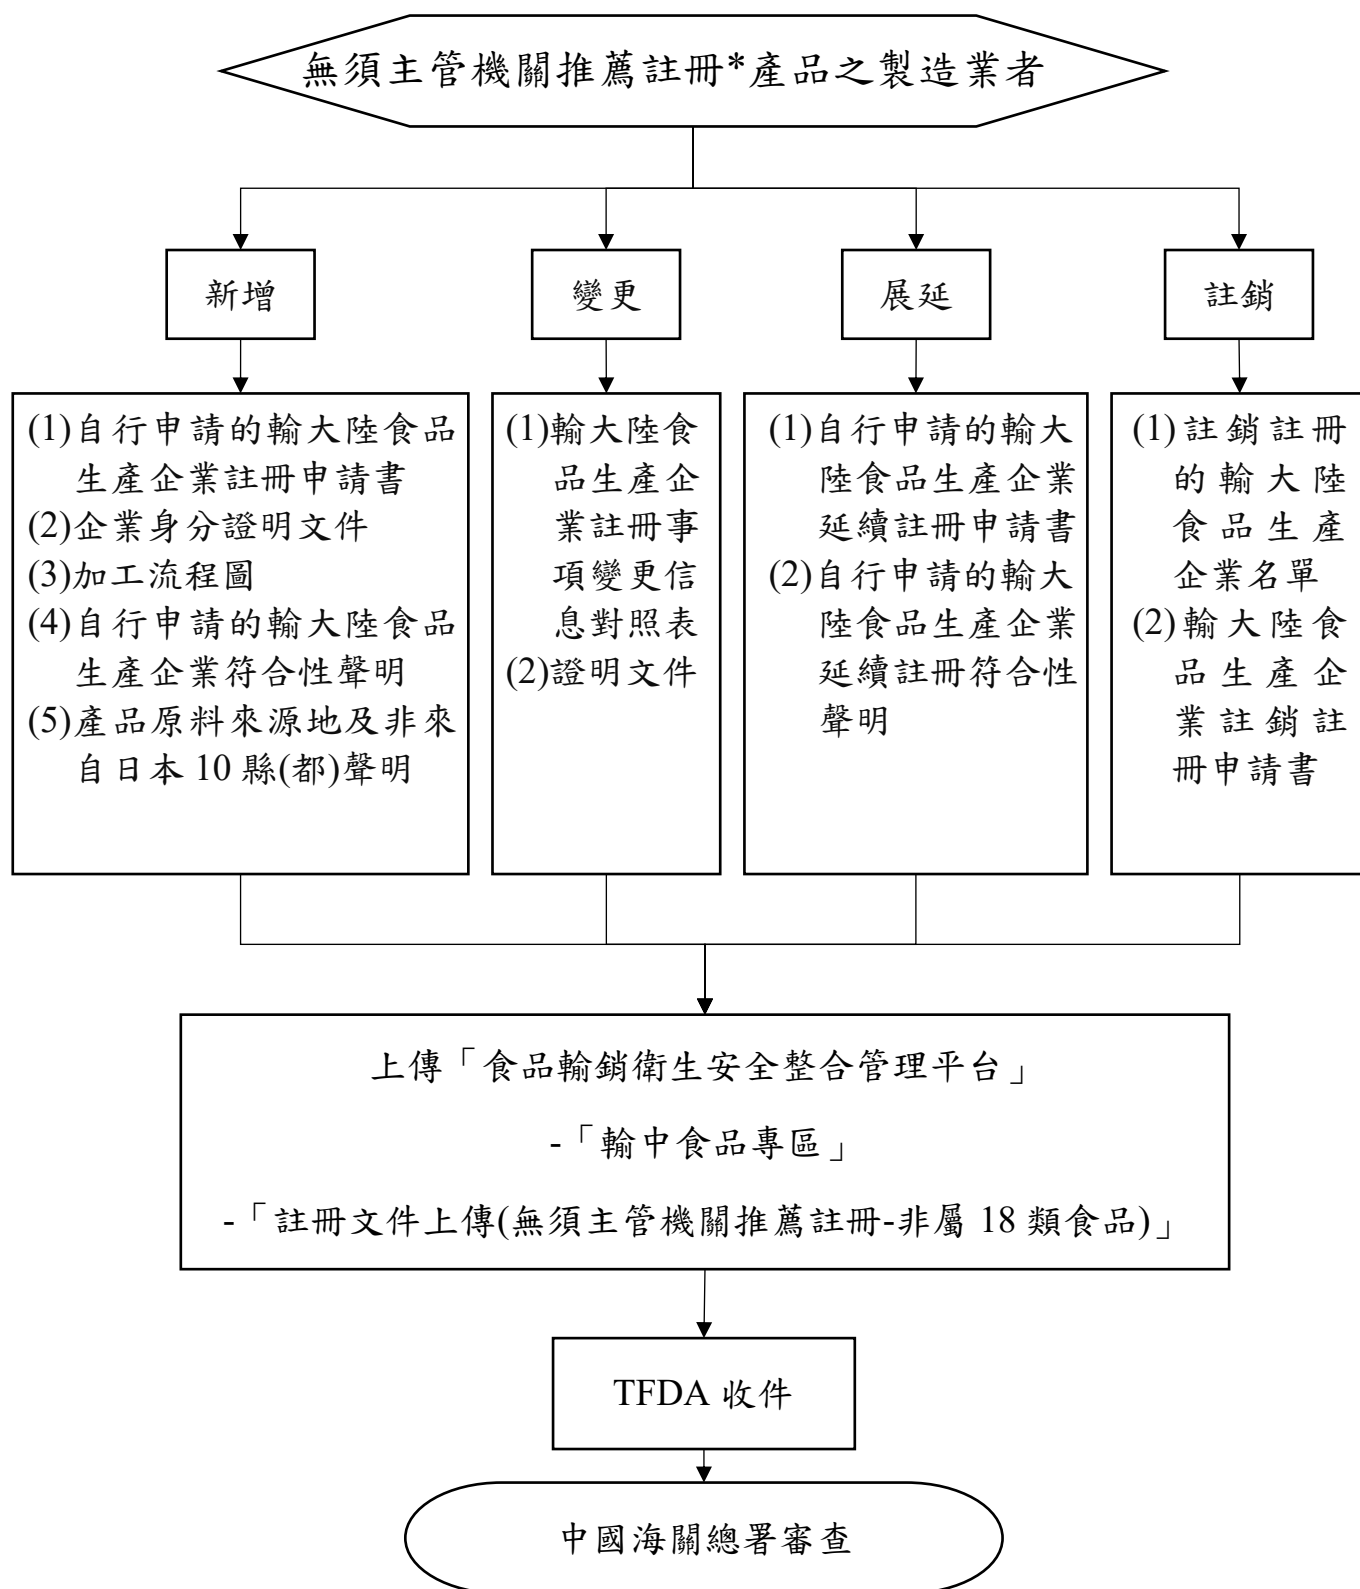 無須主管機關推薦註冊*產品之製造業者
新增
變更
展延
註銷
(1)自行申請的輸大陸食品
生產企業註冊申請書
(2)企業身分證明文件
(3)加工流程圖
(4)自行申請的輸大陸食品
生產企業符合性聲明
(5)產品原料來源地及非來
自日本 10 縣(都)聲明
(1)輸大陸食
品生產企
業註冊事
項變更信
息對照表
(2)證明文件
(1)自行申請的輸大
陸食品生產企業
延續註冊申請書
(2)自行申請的輸大
陸食品生產企業
延續註冊符合性
聲明
(1)註銷註冊
的輸大陸
食品生產
企業名單
(2)輸大陸食
品生產企
業註銷註
冊申請書
上傳「食品輸銷衛生安全整合管理平台」
-「輸中食品專區」
-「註冊文件上傳(無須主管機關推薦註冊-非屬 18 類食品)」
TFDA 收件
中國海關總署審查